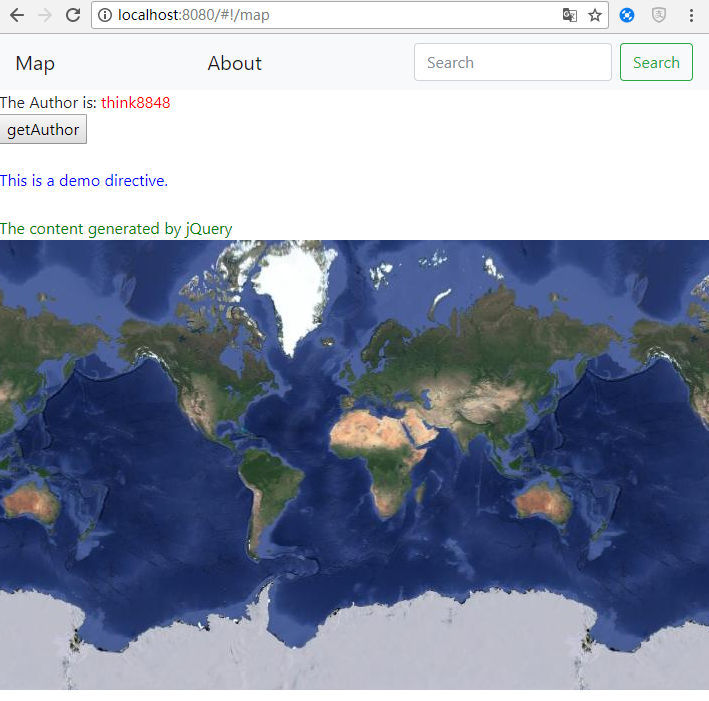 localhost:8080/#!/map
Map About Search Search
The Author is: think8848
getAuthor
This is a demo directive.
The content generated by jQuery